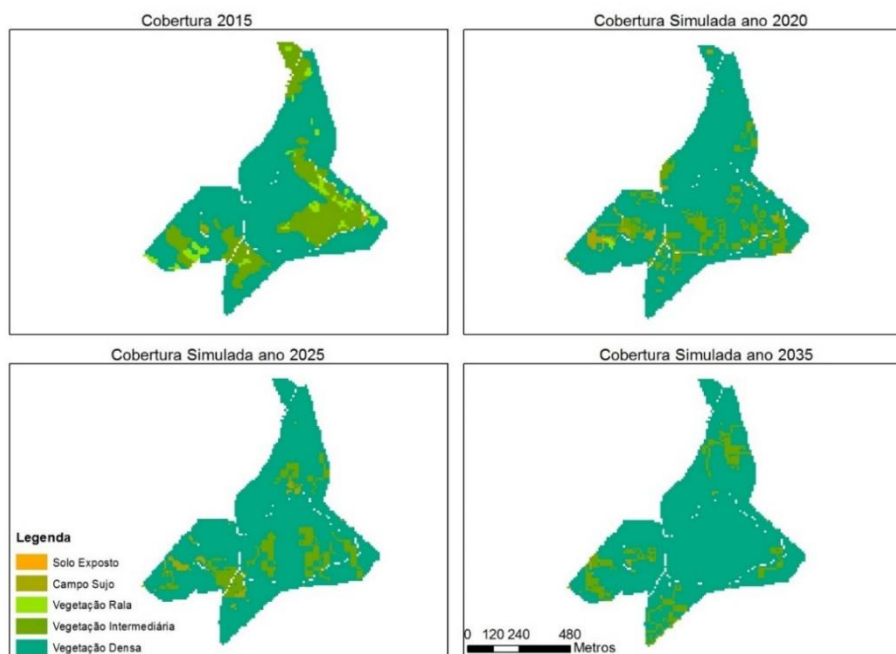 Cobertura 2015
Cobertura Simulada ano 2020
Cobertura Simulada ano 2025
Cobertura Simulada ano 2035
Legenda
Solo Exposto
Campo Sujo
Vegetação Rala
Vegetação Intermediária
Vegetação Densa
0 120 240 480
Metros